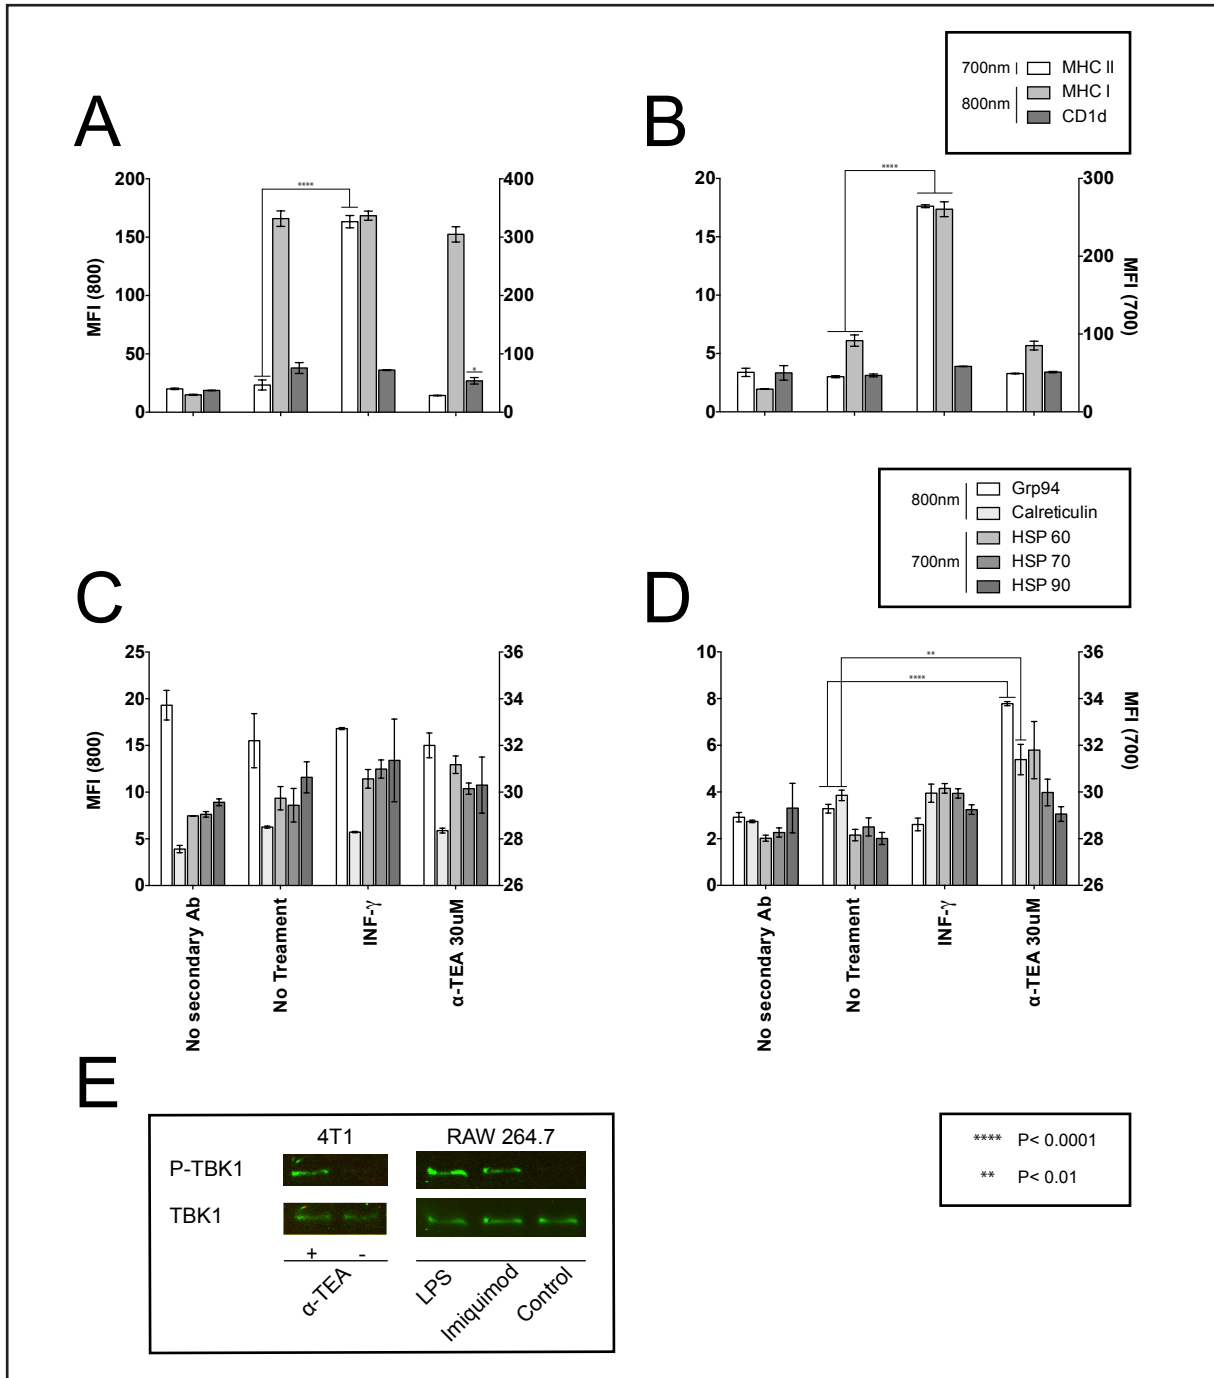 700nm
MHC II
800nm
MHC I
CD1d
A
B
****
****
*
200
150
100
50
0
MFI (800)
400
300
200
100
0
20
15
10
5
0
300
200
100
0
MFI (700)
800nm
Grp94
Calreticulin
700nm
HSP 60
HSP 70
HSP 90
C
D
**
****
25
20
15
10
5
0
MFI (800)
36
34
32
30
28
26
10
8
6
4
2
0
36
34
32
30
28
26
MFI (700)
No secondary Ab
No Treament
INF-γ
α-TEA 30uM
No secondary Ab
No Treament
INF-γ
α-TEA 30uM
E
4T1
RAW 264.7
P-TBK1
TBK1
+ -
α-TEA
LPS
Imiquimod
Control
**** P< 0.0001
** P< 0.01